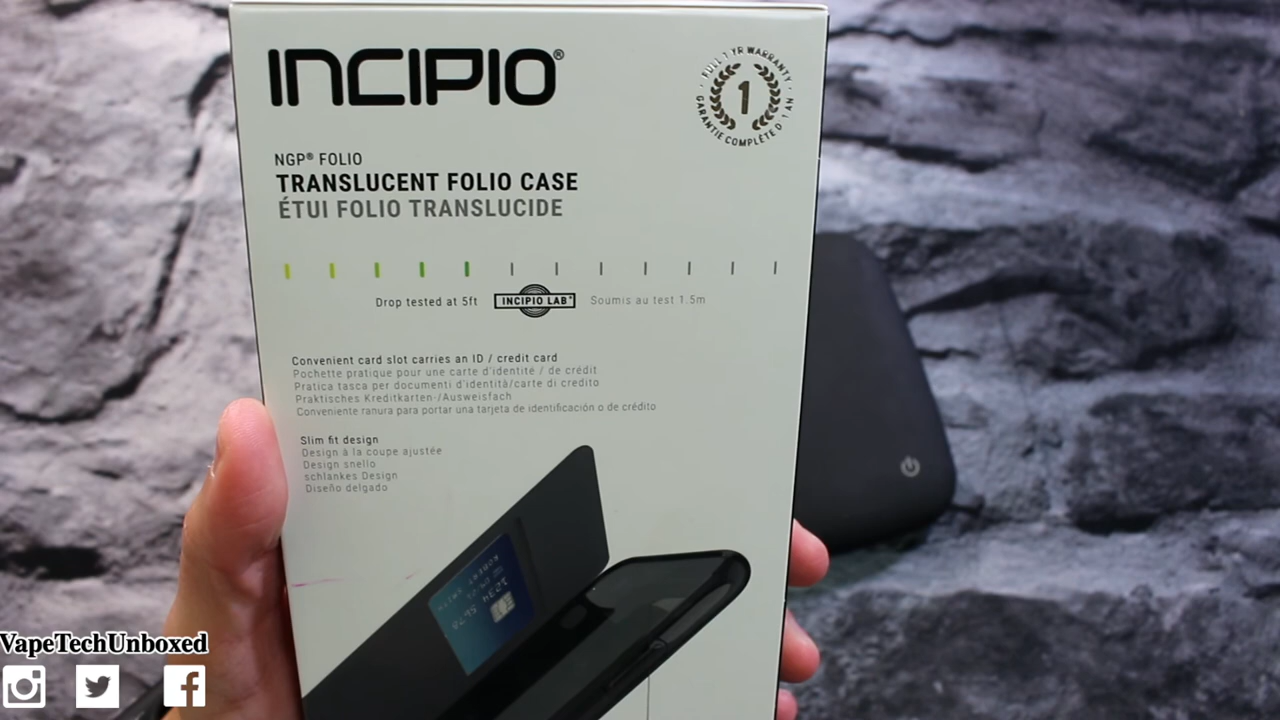 INCIPIO®
FULL 1 YR WARRANTY
1
GARANTIE COMPLÈTE D 1 AN
NGP® FOLIO
TRANSLUCENT FOLIO CASE
ÉTUI FOLIO TRANSLUCIDE
Drop tested at 5ft INCIPIO LAB® Soumis au test 1.5m
Convenient card slot carries an ID / credit card
Pochette pratique pour une carte d'identité / de crédit
Pratica tasca per documenti d'identità/carte di credito
Praktisches Kreditkarten-/Ausweisfach
Conveniente ranura para portar una tarjeta de identificación o de crédito
Slim fit design
Design à la coupe ajustée
Design snello
schlankes Design
Diseño delgado
VapeTechUnboxed